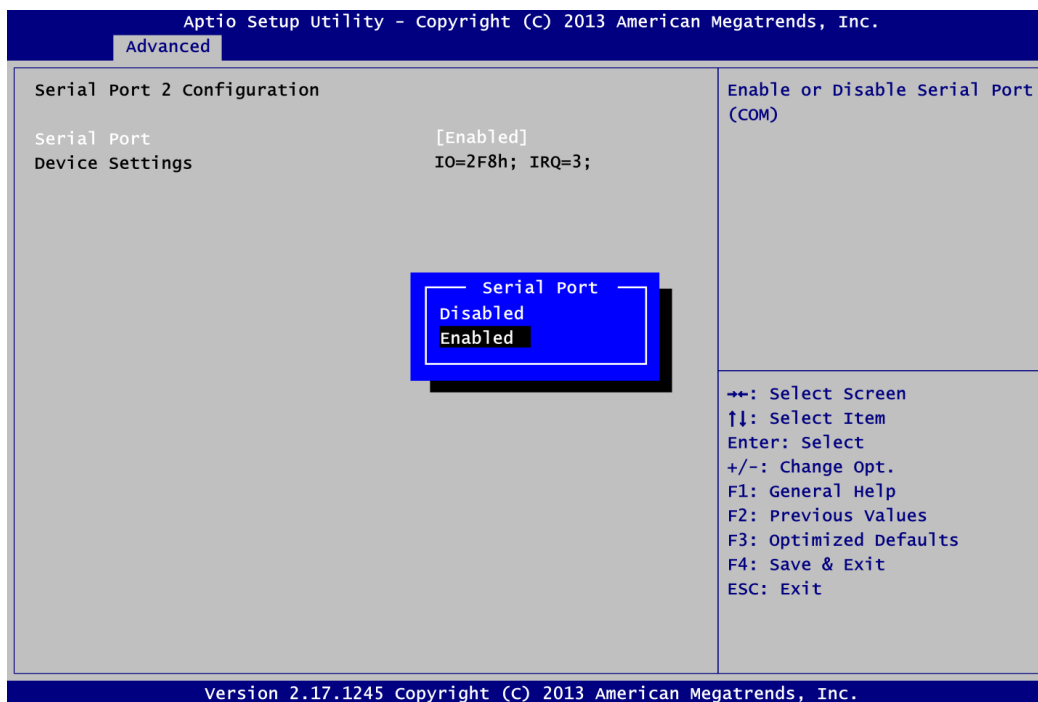 Aptio Setup Utility - Copyright (C) 2013 American Megatrends, Inc.
Advanced
Serial Port 2 Configuration
Serial Port [Enabled]
Device Settings IO=2F8h; IRQ=3;
Serial Port
Disabled
Enabled
Enable or Disable Serial Port
(COM)
→←: Select Screen
↑↓: Select Item
Enter: Select
+/-: Change Opt.
F1: General Help
F2: Previous Values
F3: Optimized Defaults
F4: Save & Exit
ESC: Exit
Version 2.17.1245 Copyright (C) 2013 American Megatrends, Inc.